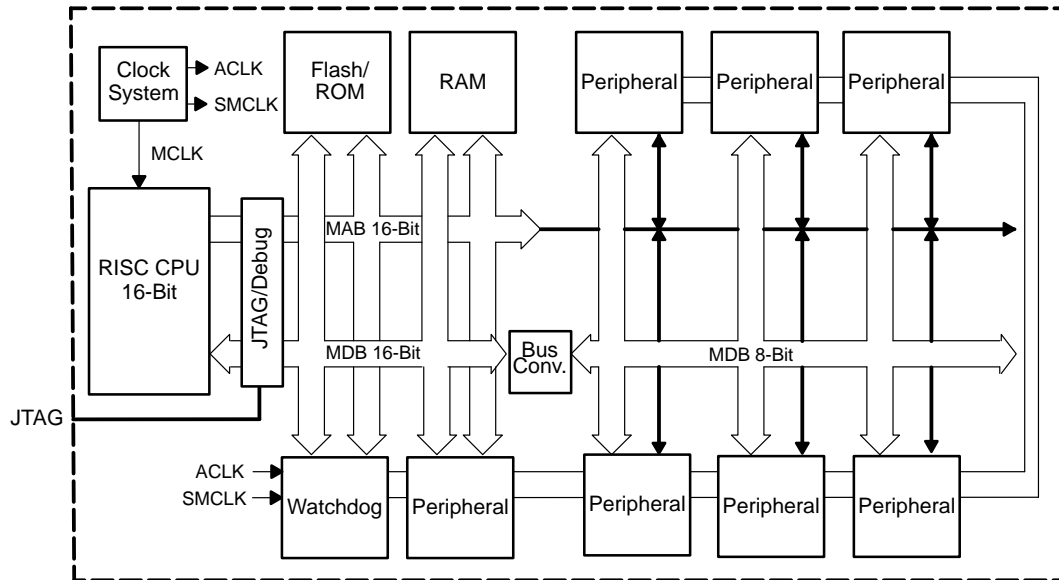 Clock
System
ACLK
SMCLK
MCLK
Flash/
ROM
RAM
Peripheral
Peripheral
Peripheral
RISC CPU
16-Bit
JTAG/Debug
MAB 16-Bit
MDB 16-Bit
Bus
Conv.
MDB 8-Bit
JTAG
ACLK
SMCLK
Watchdog
Peripheral
Peripheral
Peripheral
Peripheral